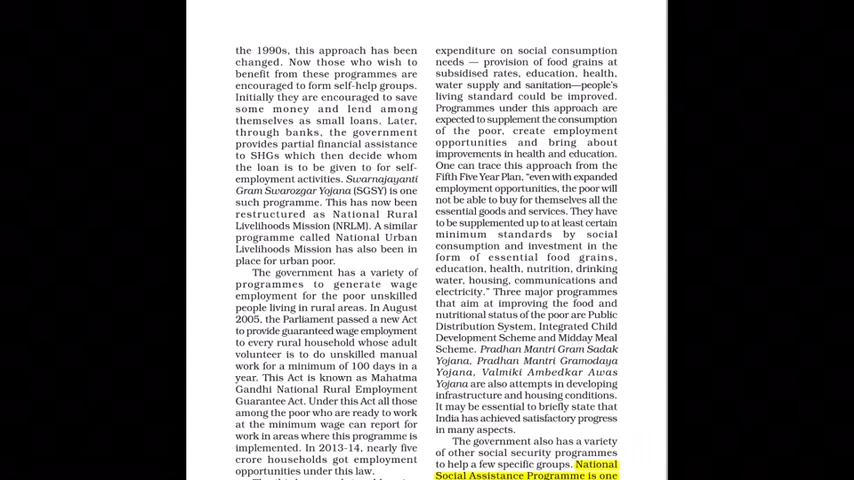 the 1990s, this approach has been
changed. Now those who wish to
benefit from these programmes are
encouraged to form self-help groups.
Initially they are encouraged to save
some money and lend among
themselves as small loans. Later,
through banks, the government
provides partial financial assistance
to SHGs which then decide whom
the loan is to be given to for self-
employment activities. Swarnajayanti
Gram Swarozgar Yojana (SGSY) is one
such programme. This has now been
restructured as National Rural
Livelihoods Mission (NRLM). A similar
programme called National Urban
Livelihoods Mission has also been in
place for urban poor.
The government has a variety of
programmes to generate wage
employment for the poor unskilled
people living in rural areas. In August
2005, the Parliament passed a new Act
to provide guaranteed wage employment
to every rural household whose adult
volunteer is to do unskilled manual
work for a minimum of 100 days in a
year. This Act is known as Mahatma
Gandhi National Rural Employment
Guarantee Act. Under this Act all those
among the poor who are ready to work
at the minimum wage can report for
work in areas where this programme is
implemented. In 2013-14, nearly five
crore households got employment
opportunities under this law.
expenditure on social consumption
needs — provision of food grains at
subsidised rates, education, health,
water supply and sanitation—people's
living standard could be improved.
Programmes under this approach are
expected to supplement the consumption
of the poor, create employment
opportunities and bring about
improvements in health and education.
One can trace this approach from the
Fifth Five Year Plan, "even with expanded
employment opportunities, the poor will
not be able to buy for themselves all the
essential goods and services. They have
to be supplemented up to at least certain
minimum standards by social
consumption and investment in the
form of essential food grains,
education, health, nutrition, drinking
water, housing, communications and
electricity." Three major programmes
that aim at improving the food and
nutritional status of the poor are Public
Distribution System, Integrated Child
Development Scheme and Midday Meal
Scheme. Pradhan Mantri Gram Sadak
Yojana, Pradhan Mantri Gramodaya
Yojana, Valmiki Ambedkar Awas
Yojana are also attempts in developing
infrastructure and housing conditions.
It may be essential to briefly state that
India has achieved satisfactory progress
in many aspects.
The government also has a variety
of other social security programmes
to help a few specific groups. National
Social Assistance Programme is one